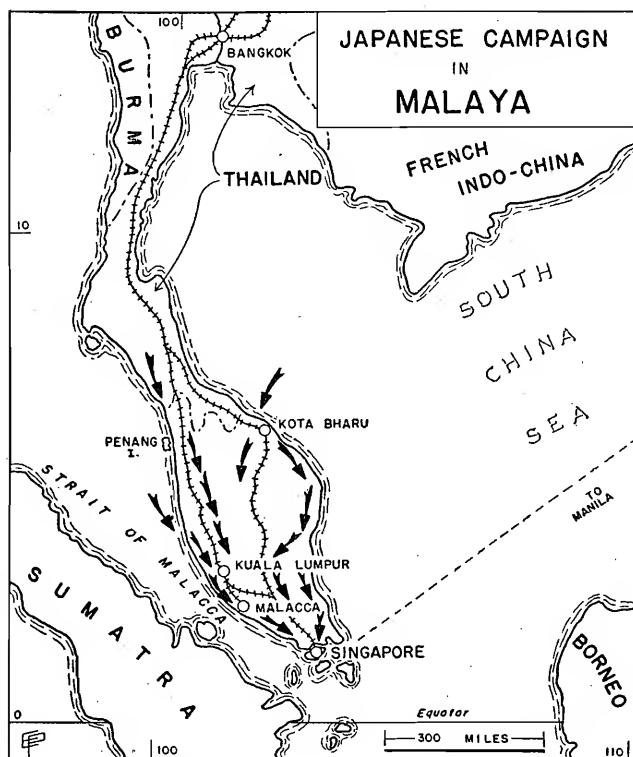 100
BANGKOK
JAPANESE CAMPAIGN
IN
MALAYA
BURMA
THAILAND
FRENCH
INDO-CHINA
10
SOUTH
CHINA
SEA
KOTA BHARU
PENANG
I.
STRAIT OF MALACCA
TO
MANILA
KUALA LUMPUR
MALACCA
SUMATRA
SINGAPORE
BORNEO
0
Equator
100
300 MILES
110